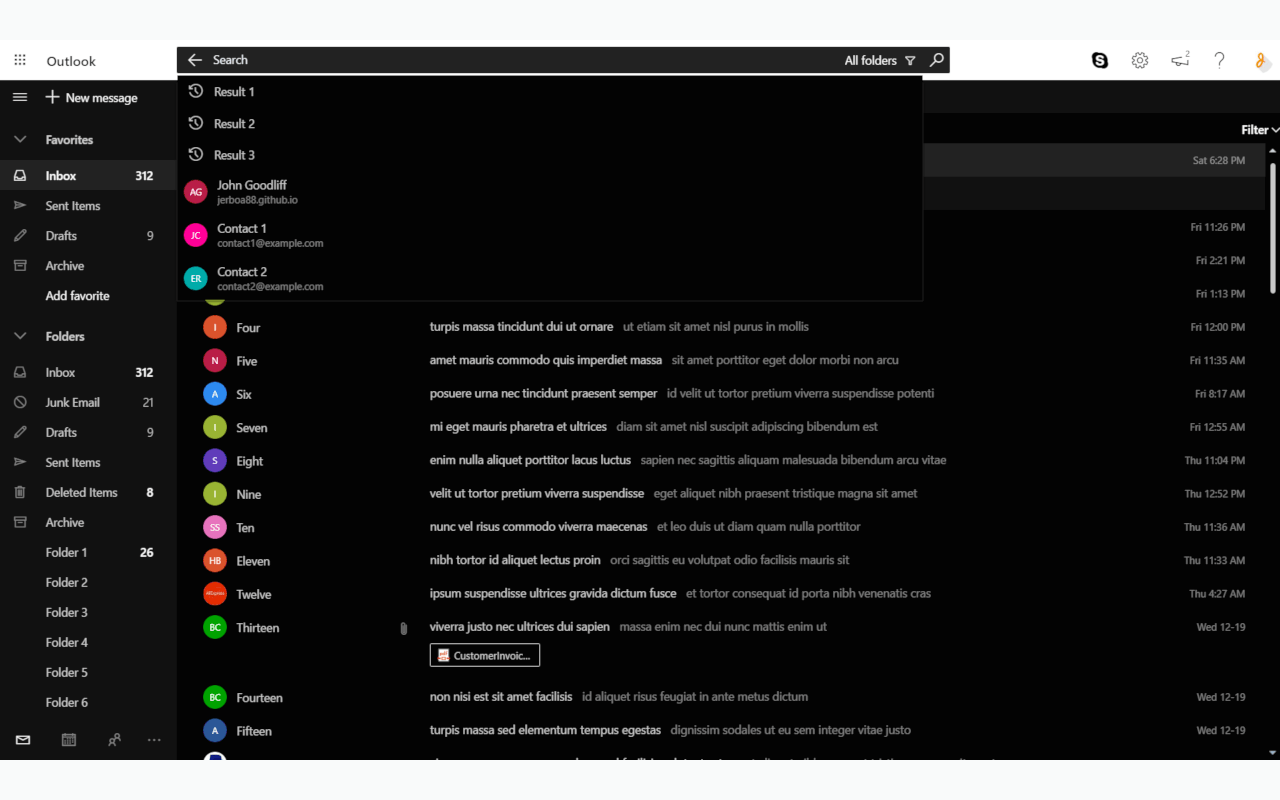 Outlook
Search
All folders
2
New message
Result 1
Result 2
Result 3
AG John Goodliff
jerboa88.github.io
JC Contact 1
contact1@example.com
ER Contact 2
contact2@example.com
Favorites
Inbox 312
Sent Items
Drafts 9
Archive
Add favorite
Folders
Inbox 312
Junk Email 21
Drafts 9
Sent Items
Deleted Items 8
Archive
Folder 1 26
Folder 2
Folder 3
Folder 4
Folder 5
Folder 6
Filter
Sat 6:28 PM
Fri 11:26 PM
Fri 2:21 PM
Fri 1:13 PM
I Four turpis massa tincidunt dui ut ornare ut etiam sit amet nisl purus in mollis Fri 12:00 PM
N Five amet mauris commodo quis imperdiet massa sit amet porttitor eget dolor morbi non arcu Fri 11:35 AM
A Six posuere urna nec tincidunt praesent semper id velit ut tortor pretium viverra suspendisse potenti Fri 8:17 AM
I Seven mi eget mauris pharetra et ultrices diam sit amet nisl suscipit adipiscing bibendum est Fri 12:55 AM
S Eight enim nulla aliquet porttitor lacus luctus sapien nec sagittis aliquam malesuada bibendum arcu vitae Thu 11:04 PM
I Nine velit ut tortor pretium viverra suspendisse eget aliquet nibh praesent tristique magna sit amet Thu 12:52 PM
SS Ten nunc vel risus commodo viverra maecenas et leo duis ut diam quam nulla porttitor Thu 11:36 AM
HB Eleven nibh tortor id aliquet lectus proin orci sagittis eu volutpat odio facilisis mauris sit Thu 11:33 AM
AliExpress Twelve ipsum suspendisse ultrices gravida dictum fusce et tortor consequat id porta nibh venenatis cras Thu 4:27 AM
BC Thirteen viverra justo nec ultrices dui sapien massa enim nec dui nunc mattis enim ut Wed 12-19
CustomerInvoic...
BC Fourteen non nisi est sit amet facilisis id aliquet risus feugiat in ante metus dictum Wed 12-19
A Fifteen turpis massa sed elementum tempus egestas dignissim sodales ut eu sem integer vitae justo Wed 12-19